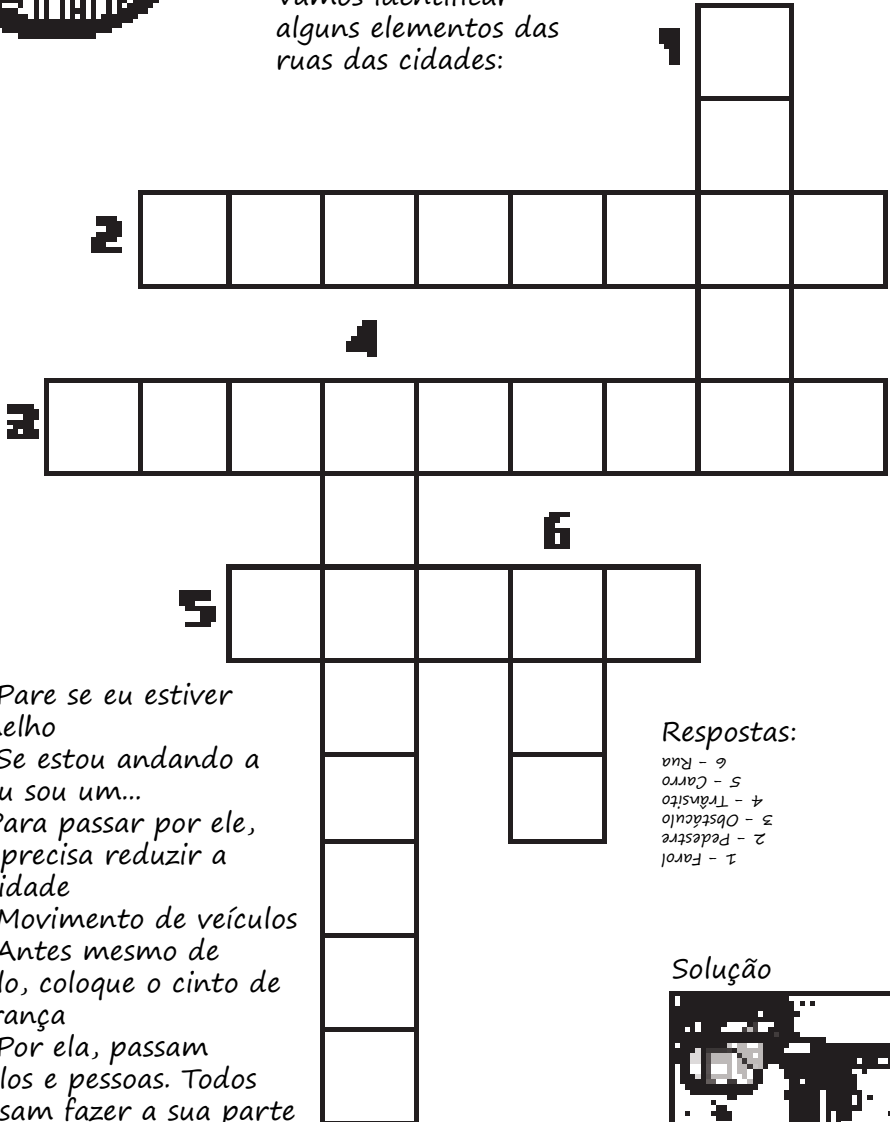 alguns elementos das
ruas das cidades:
1
2
4
3
6
5
Pare se eu estiver
elho
Se estou andando a
u sou um...
Para passar por ele,
precisa reduzir a
idade
Movimento de veículos
Antes mesmo de
lo, coloque o cinto de
rança
Por ela, passam
los e pessoas. Todos
sam fazer a sua parte
Respostas:
6 - Rua
5 - Carro
4 - Trânsito
3 - Obstáculo
2 - Pedestre
1 - Farol
Solução